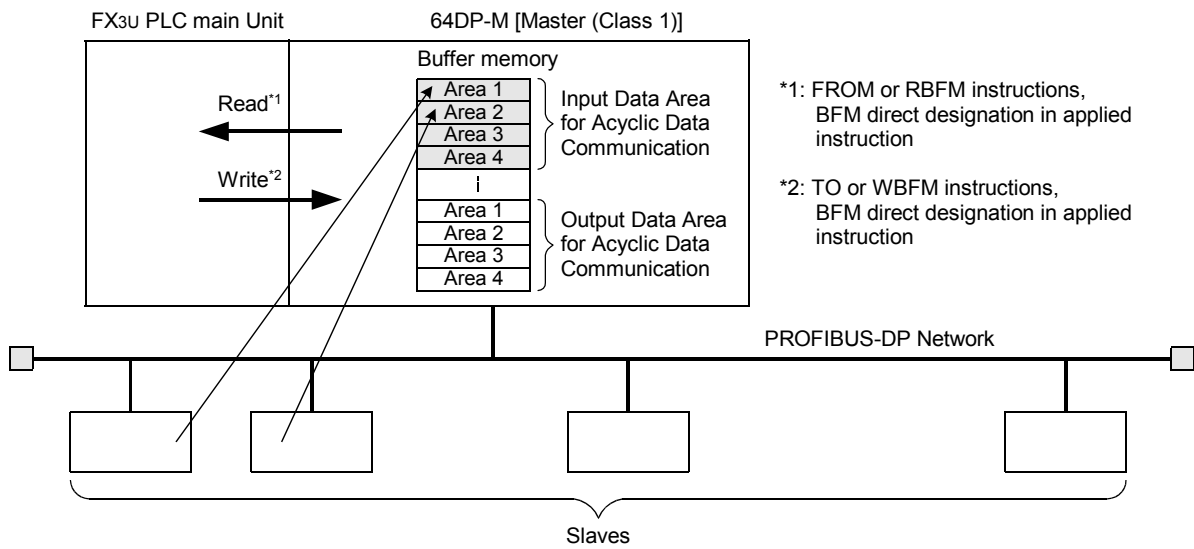 FX3U PLC main Unit
64DP-M [Master (Class 1)]
Buffer memory
Read*1
Write*2
Area 1
Area 2
Area 3
Area 4
Input Data Area
for Acyclic Data
Communication
Area 1
Area 2
Area 3
Area 4
Output Data Area
for Acyclic Data
Communication
*1: FROM or RBFM instructions,
BFM direct designation in applied
instruction
*2: TO or WBFM instructions,
BFM direct designation in applied
instruction
PROFIBUS-DP Network
Slaves